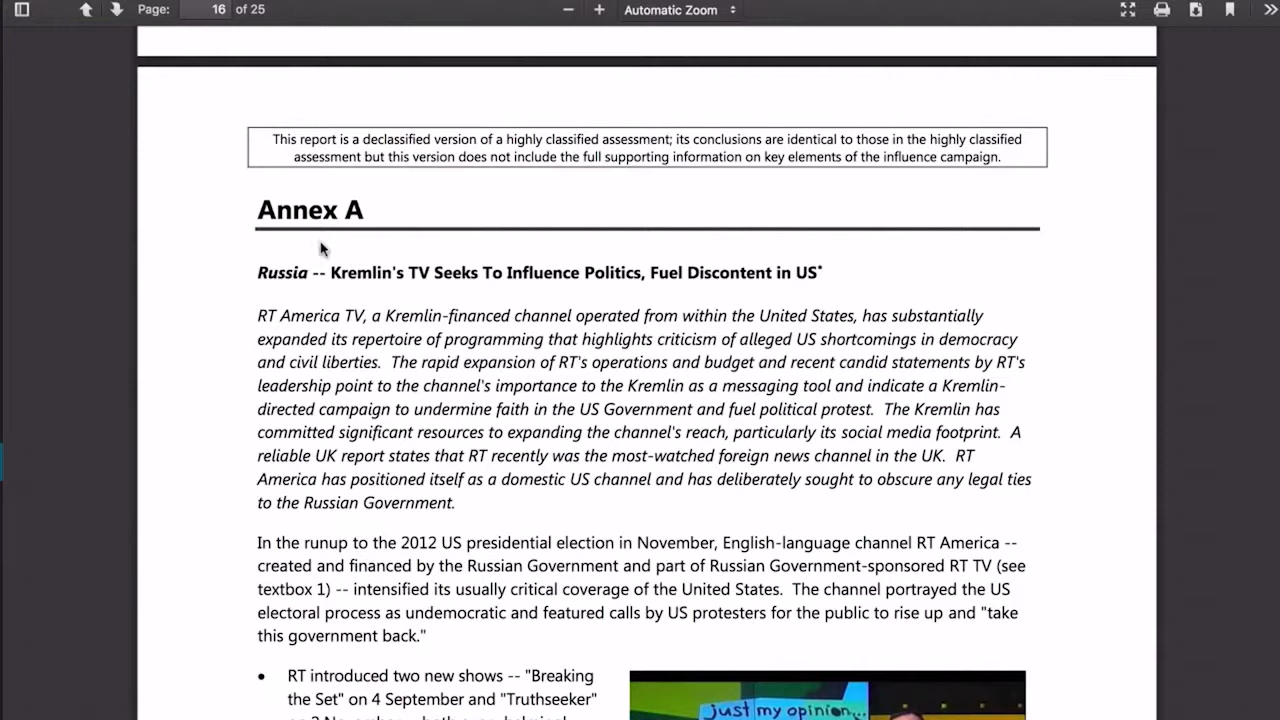 Page: 16 of 25 Automatic Zoom
This report is a declassified version of a highly classified assessment; its conclusions are identical to those in the highly classified
assessment but this version does not include the full supporting information on key elements of the influence campaign.
Annex A
Russia -- Kremlin's TV Seeks To Influence Politics, Fuel Discontent in US*
RT America TV, a Kremlin-financed channel operated from within the United States, has substantially
expanded its repertoire of programming that highlights criticism of alleged US shortcomings in democracy
and civil liberties. The rapid expansion of RT's operations and budget and recent candid statements by RT's
leadership point to the channel's importance to the Kremlin as a messaging tool and indicate a Kremlin-
directed campaign to undermine faith in the US Government and fuel political protest. The Kremlin has
committed significant resources to expanding the channel's reach, particularly its social media footprint. A
reliable UK report states that RT recently was the most-watched foreign news channel in the UK. RT
America has positioned itself as a domestic US channel and has deliberately sought to obscure any legal ties
to the Russian Government.
In the runup to the 2012 US presidential election in November, English-language channel RT America --
created and financed by the Russian Government and part of Russian Government-sponsored RT TV (see
textbox 1) -- intensified its usually critical coverage of the United States. The channel portrayed the US
electoral process as undemocratic and featured calls by US protesters for the public to rise up and "take
this government back."
• RT introduced two new shows -- "Breaking
the Set" on 4 September and "Truthseeker"
just my opinion...